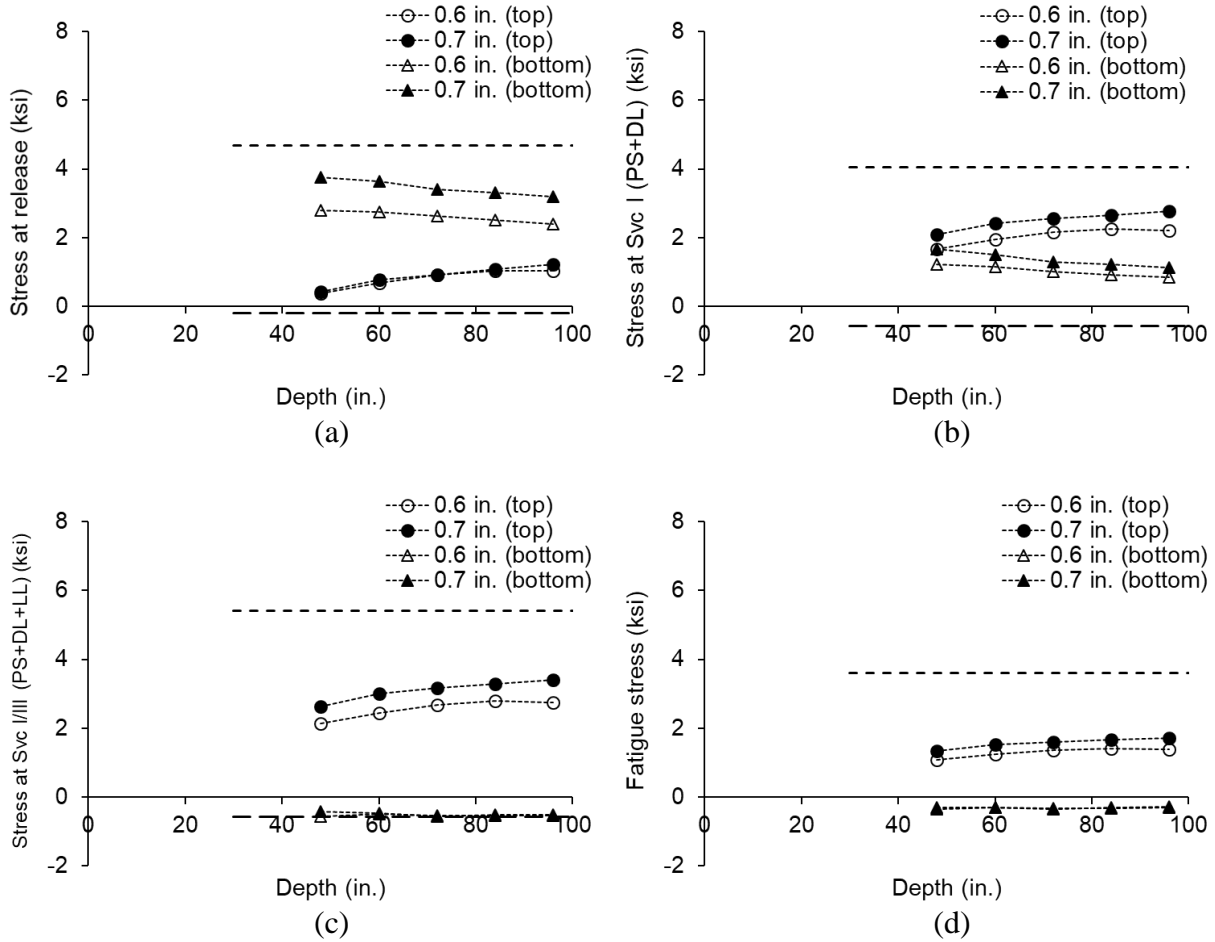 0.6 in. (top)
0.7 in. (top)
0.6 in. (bottom)
0.7 in. (bottom)
Stress at release (ksi)
8
6
4
2
0
-2
0
20
40
60
80
100
Depth (in.)
(a)
0.6 in. (top)
0.7 in. (top)
0.6 in. (bottom)
0.7 in. (bottom)
Stress at Svc I (PS+DL) (ksi)
8
6
4
2
0
-2
0
20
40
60
80
100
Depth (in.)
(b)
0.6 in. (top)
0.7 in. (top)
0.6 in. (bottom)
0.7 in. (bottom)
Stress at Svc I/III (PS+DL+LL) (ksi)
8
6
4
2
0
-2
0
20
40
60
80
100
Depth (in.)
(c)
0.6 in. (top)
0.7 in. (top)
0.6 in. (bottom)
0.7 in. (bottom)
Fatigue stress (ksi)
8
6
4
2
0
-2
0
20
40
60
80
100
Depth (in.)
(d)